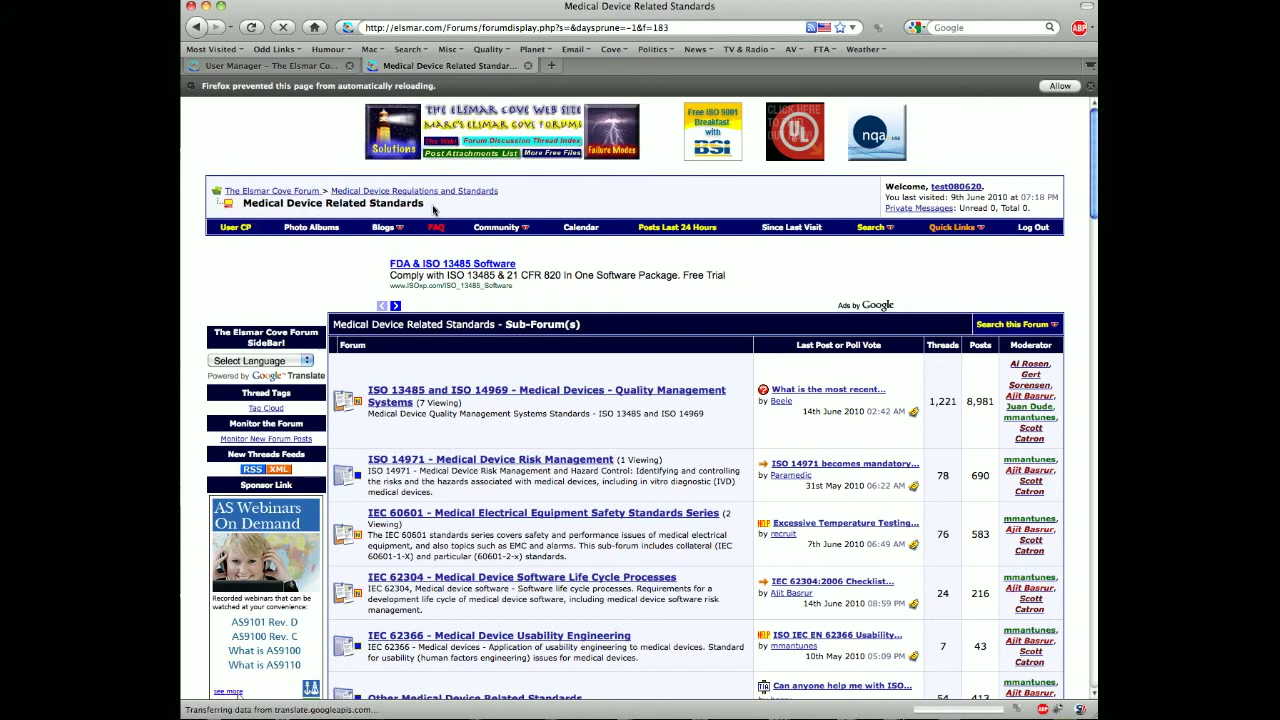 Medical Device Related Standards
http://elsmar.com/Forums/forumdisplay.php?s=&daysprune=-1&f=183
Google
ABP
Most Visited Odd Links Humour Mac Search Misc Quality Planet Email Cove Politics News TV & Radio AV FTA Weather
User Manager - The Elsmar Co...
Medical Device Related Standar...
Firefox prevented this page from automatically reloading.
Allow
Solutions
THE ELSMAR COVE WEB SITE
MARC'S ELSMAR COVE FORUMS
The Wiki Forum Discussion Thread Index
Post Attachments List More Free Files
Failure Modes
Free ISO 9001
Breakfast
with
BSi
CLICK HERE
UL
nqa
USA
The Elsmar Cove Forum > Medical Device Regulations and Standards
Medical Device Related Standards
Welcome, test080620.
You last visited: 9th June 2010 at 07:18 PM
Private Messages: Unread 0, Total 0.
User CP Photo Albums Blogs FAQ Community Calendar Posts Last 24 Hours Since Last Visit Search Quick Links Log Out
FDA & ISO 13485 Software
Comply with ISO 13485 & 21 CFR 820 In One Software Package. Free Trial
www.ISOxp.com/ISO_13485_Software
Ads by Google
The Elsmar Cove Forum
SideBar!
Select Language
Powered by Google Translate
Thread Tags
Tag Cloud
Monitor the Forum
Monitor New Forum Posts
New Threads Feeds
RSS XML
Sponsor Link
AS Webinars
On Demand
Recorded webinars that can be
watched at your convenience:
AS9101 Rev. D
AS9100 Rev. C
What is AS9100
What is AS9110
see more
Medical Device Related Standards - Sub-Forum(s)
Search this Forum
Forum Last Post or Poll Vote Threads Posts Moderator
ISO 13485 and ISO 14969 - Medical Devices - Quality Management
Systems (7 Viewing)
Medical Device Quality Management Systems Standards - ISO 13485 and ISO 14969
What is the most recent...
by Beele
14th June 2010 02:42 AM
1,221 8,981
Al Rosen,
Gert
Sorensen,
Ajit Basrur,
Juan Dude,
mmantunes,
Scott
Catron
ISO 14971 - Medical Device Risk Management (1 Viewing)
ISO 14971 - Medical Device Risk Management and Hazard Control: Identifying and controlling
the risks and the hazards associated with medical devices, including in vitro diagnostic (IVD)
medical devices.
ISO 14971 becomes mandatory...
by Paramedic
31st May 2010 06:22 AM
78 690
mmantunes,
Ajit Basrur,
Scott
Catron
IEC 60601 - Medical Electrical Equipment Safety Standards Series (2
Viewing)
The IEC 60601 standards series covers safety and performance issues of medical electrical
equipment, and also topics such as EMC and alarms. This sub-forum includes collateral (IEC
60601-1-X) and particular (60601-2-x) standards.
HELP Excessive Temperature Testing...
by recruit
7th June 2010 06:49 AM
76 583
mmantunes,
Ajit Basrur,
Scott
Catron
IEC 62304 - Medical Device Software Life Cycle Processes
IEC 62304, Medical device software - Software life cycle processes. Requirements for a
development life cycle of medical device software, including medical device software risk
management.
IEC 62304:2006 Checklist...
by Ajit Basrur
14th June 2010 08:59 PM
24 216
mmantunes,
Ajit Basrur,
Scott
Catron
IEC 62366 - Medical Device Usability Engineering
IEC 62366 - Medical devices - Application of usability engineering to medical devices. Standard
for usability (human factors engineering) issues for medical devices.
HELP ISO IEC EN 62366 Usability...
by mmantunes
10th May 2010 05:09 PM
7 43
mmantunes,
Ajit Basrur,
Scott
Catron
Other Medical Device Related Standards
Can anyone help me with ISO...
54 413
mmantunes,
Ajit Basrur,
Transferring data from translate.googleapis.com...
ABP